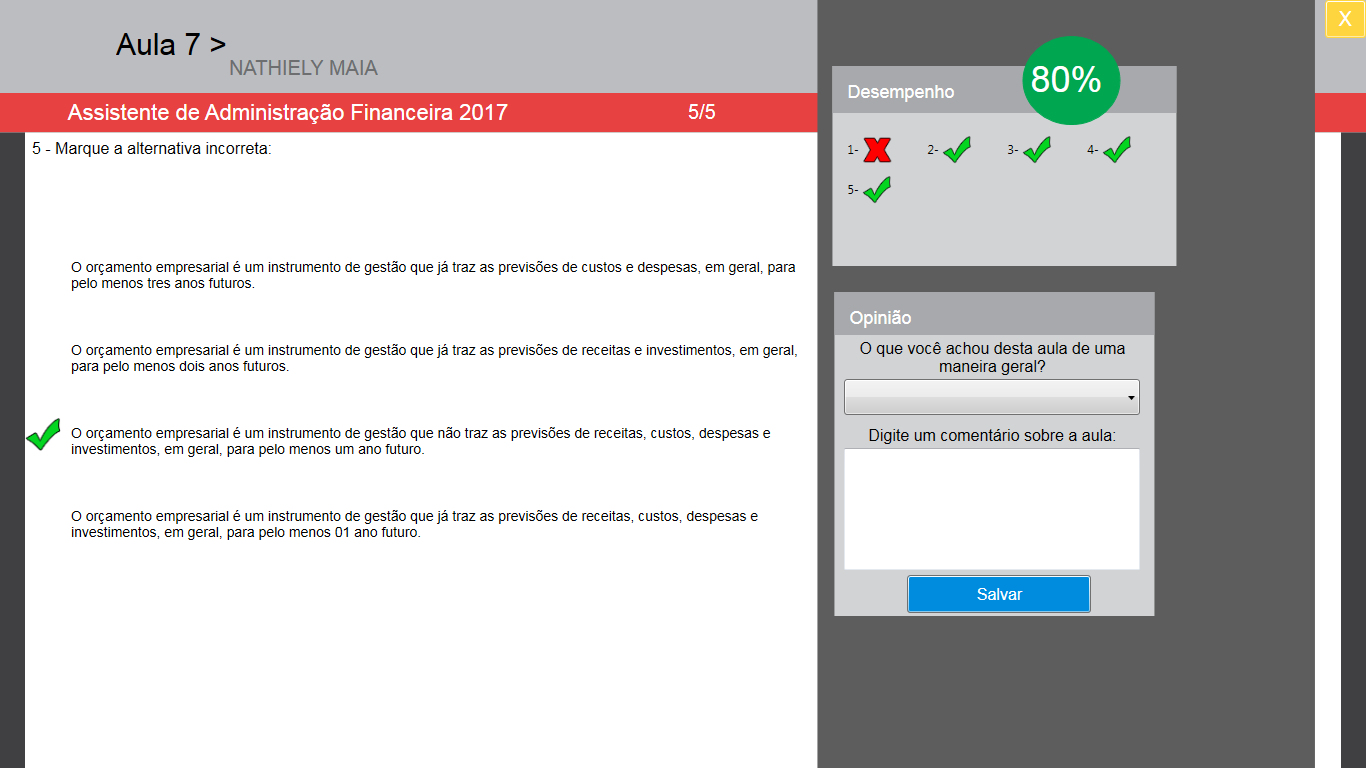 Aula 7 >
NATHIELY MAIA
Assistente de Administração Financeira 2017
5/5
5 - Marque a alternativa incorreta:
O orçamento empresarial é um instrumento de gestão que já traz as previsões de custos e despesas, em geral, para
pelo menos tres anos futuros.
O orçamento empresarial é um instrumento de gestão que já traz as previsões de receitas e investimentos, em geral,
para pelo menos dois anos futuros.
O orçamento empresarial é um instrumento de gestão que não traz as previsões de receitas, custos, despesas e
investimentos, em geral, para pelo menos um ano futuro.
O orçamento empresarial é um instrumento de gestão que já traz as previsões de receitas, custos, despesas e
investimentos, em geral, para pelo menos 01 ano futuro.
X
Desempenho
80%
1-
2-
3-
4-
5-
Opinião
O que você achou desta aula de uma
maneira geral?
Digite um comentário sobre a aula:
Salvar